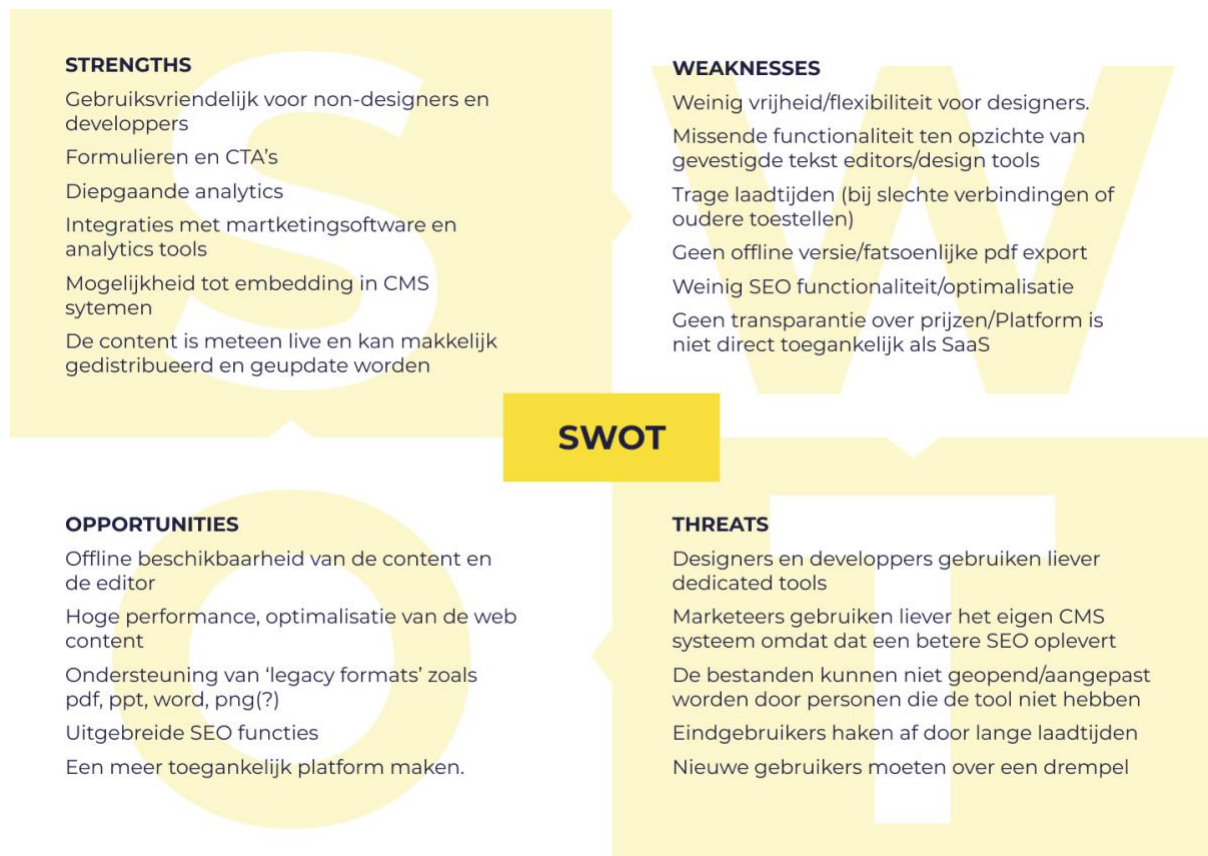 STRENGTHS
Gebruiksvriendelijk voor non-designers en
developpers
Formulieren en CTA's
Diepgaande analytics
Integraties met martketingsoftware en
analytics tools
Mogelijkheid tot embedding in CMS
sytemen
De content is meteen live en kan makkelijk
gedistribueerd en geupdate worden
WEAKNESSES
Weinig vrijheid/flexibiliteit voor designers.
Missende functionaliteit ten opzichte van
gevestigde tekst editors/design tools
Trage laadtijden (bij slechte verbindingen of
oudere toestellen)
Geen offline versie/fatsoenlijke pdf export
Weinig SEO functionaliteit/optimalisatie
Geen transparantie over prijzen/Platform is
niet direct toegankelijk als SaaS
SWOT
OPPORTUNITIES
Offline beschikbaarheid van de content en
de editor
Hoge performance, optimalisatie van de web
content
Ondersteuning van ‘legacy formats’ zoals
pdf, ppt, word, png(?)
Uitgebreide SEO functies
Een meer toegankelijk platform maken.
THREATS
Designers en developpers gebruiken liever
dedicated tools
Marketeers gebruiken liever het eigen CMS
systeem omdat dat een betere SEO oplevert
De bestanden kunnen niet geopend/aangepast
worden door personen die de tool niet hebben
Eindgebruikers haken af door lange laadtijden
Nieuwe gebruikers moeten over een drempel
S
W
O
T